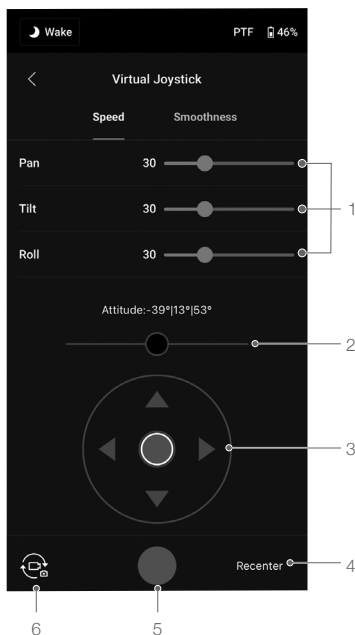 Wake PTF 46%
Virtual Joystick
Speed Smoothness
Pan 30
1
Tilt 30
Roll 30
Attitude:-39°|13°|53°
2
3
Recenter 4
6 5